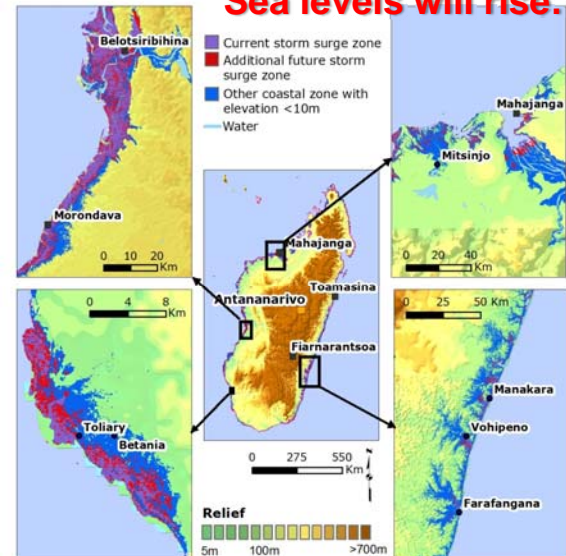 Sea levels will rise.
Belotsiribihina
Morondava
0 10 20
Km
Current storm surge zone
Additional future storm
surge zone
Other coastal zone with
elevation <10m
Water
Mahajanga
Mitsinjo
0 20 40
Km
Mahajanga
Antananarivo
Toamasina
Fiarnarantsoa
0 275 550
Km
0 4 8
Km
Toliary
Betania
0 25 50
Km
Manakara
Vohipeno
Farafangana
Relief
5m 100m >700m